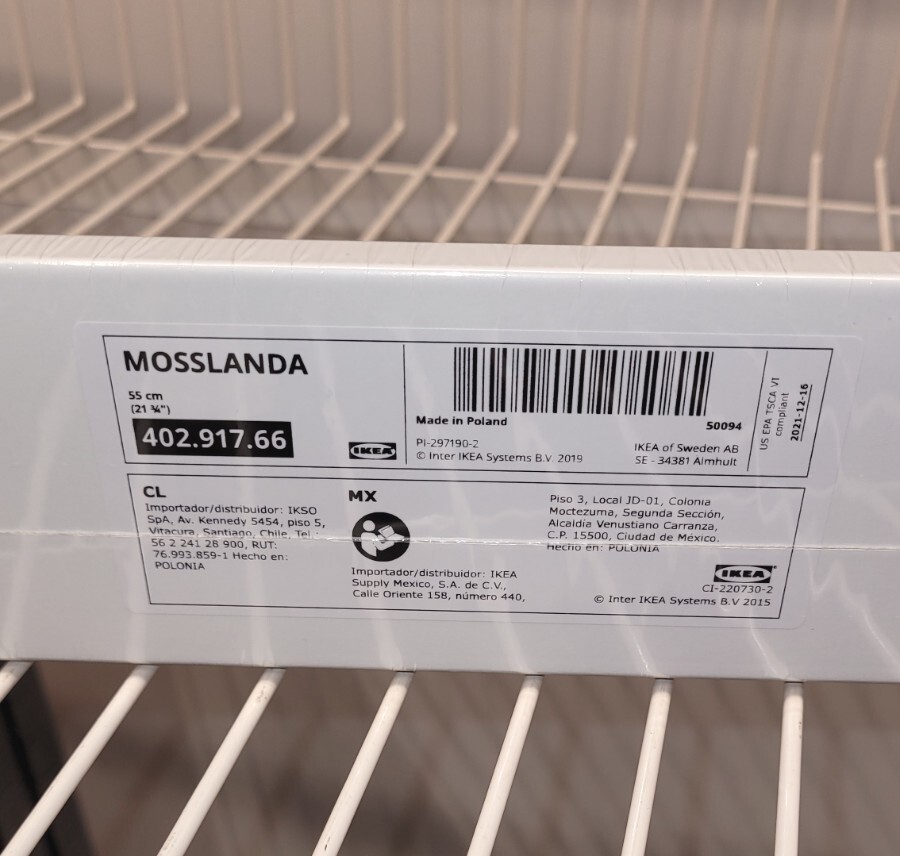 MOSSLANDA
55 cm
(21 ¾")
402.917.66
IKEA
Made in Poland
50094
PI-297190-2
© Inter IKEA Systems B.V. 2019
IKEA of Sweden AB
SE - 34381 Älmhult
US EPA TSCA VI
compliant
2021-12-16
CL
Importador/distribuidor: IKSO
SpA, Av. Kennedy 5454, piso 5,
Vitacura, Santiago, Chile, Tel.:
56 2 241 28 900, RUT:
76.993.859-1 Hecho en:
POLONIA
MX
Importador/distribuidor: IKEA
Supply Mexico, S.A. de C.V.,
Calle Oriente 158, número 440,
Piso 3, Local JD-01, Colonia
Moctezuma, Segunda Sección,
Alcaldía Venustiano Carranza,
C.P. 15500, Ciudad de México.
Hecho en: POLONIA
IKEA
CI-220730-2
© Inter IKEA Systems B.V 2015